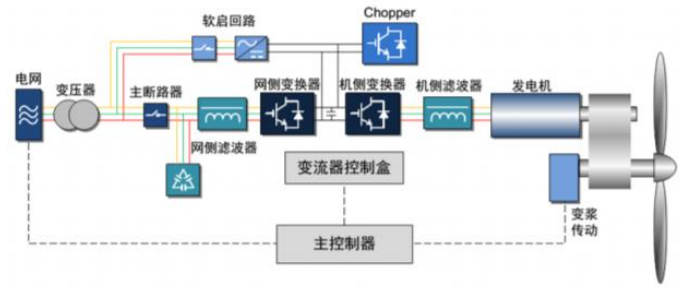 软启回路
Chopper
电网
变压器
主断路器
网侧变换器
机侧变换器
机侧滤波器
发电机
网侧滤波器
变流器控制盒
变桨
传动
主控制器